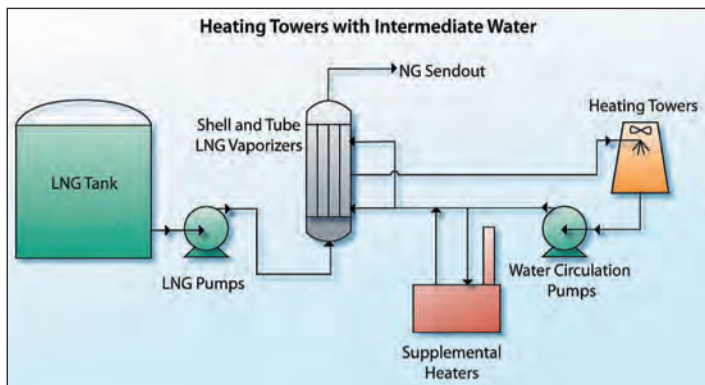 Heating Towers with Intermediate Water
NG Sendout
Heating Towers
Shell and Tube
LNG Vaporizers
LNG Tank
LNG Pumps
Water Circulation
Pumps
Supplemental
Heaters